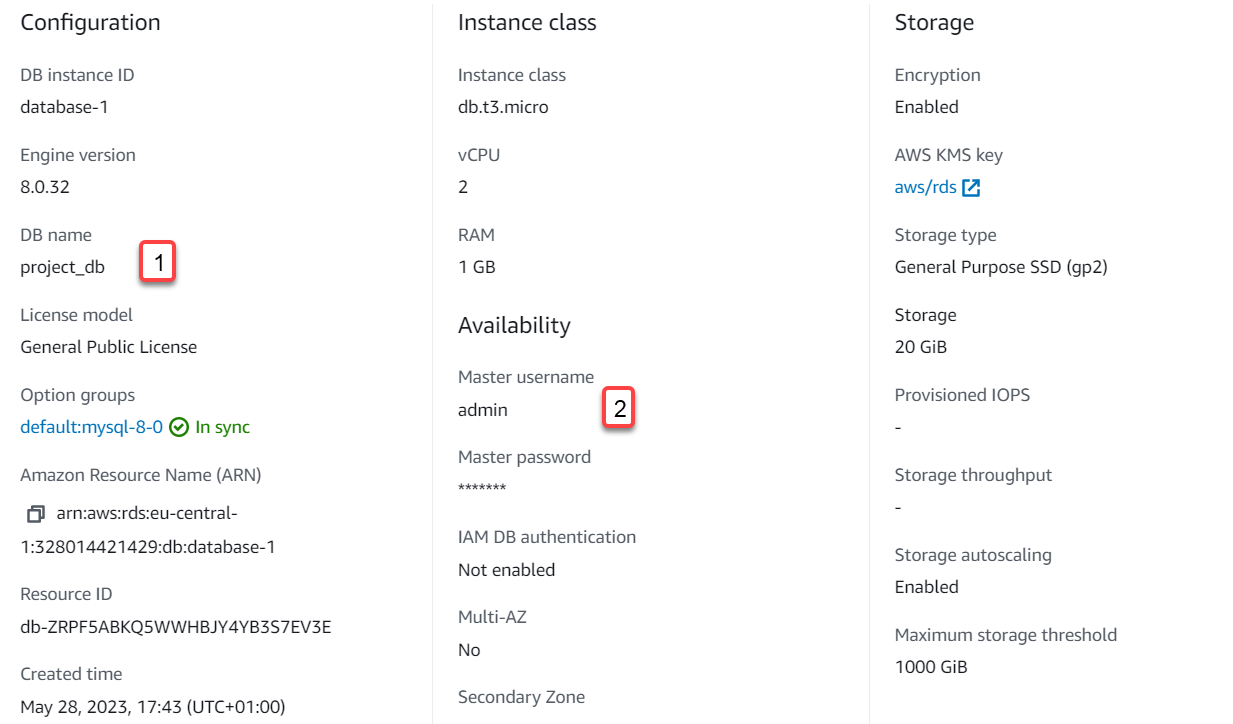 Configuration
DB instance ID
database-1
Engine version
8.0.32
DB name
project_db
1
License model
General Public License
Option groups
default:mysql-8-0 In sync
Amazon Resource Name (ARN)
arn:aws:rds:eu-central-
1:328014421429:db:database-1
Resource ID
db-ZRPF5ABKQ5WWHBJY4YB3S7EV3E
Created time
May 28, 2023, 17:43 (UTC+01:00)
Instance class
Instance class
db.t3.micro
vCPU
2
RAM
1 GB
Availability
Master username
admin
2
Master password
*******
IAM DB authentication
Not enabled
Multi-AZ
No
Secondary Zone
Storage
Encryption
Enabled
AWS KMS key
aws/rds
Storage type
General Purpose SSD (gp2)
Storage
20 GiB
Provisioned IOPS
-
Storage throughput
-
Storage autoscaling
Enabled
Maximum storage threshold
1000 GiB